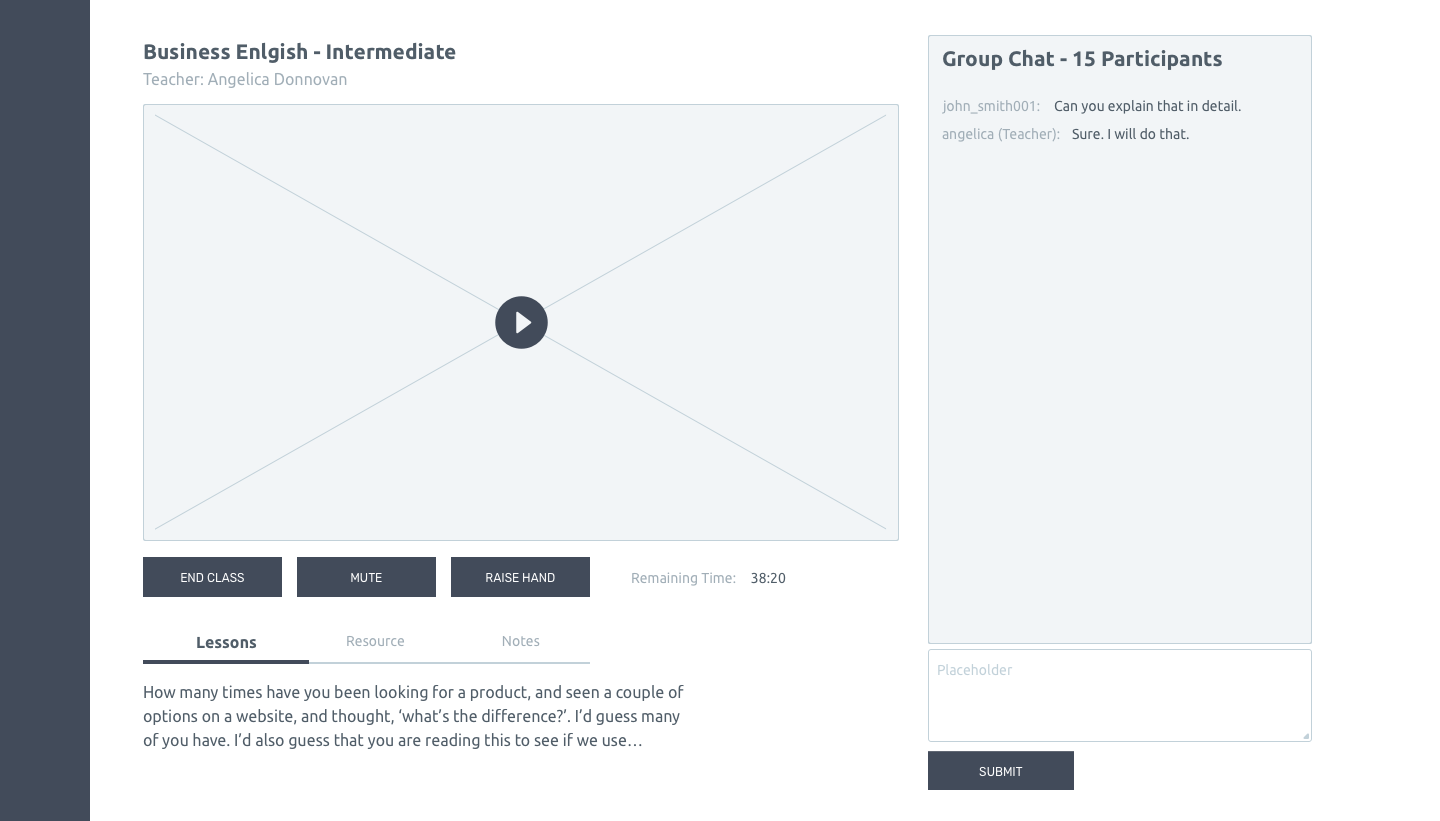 Business Enlgish - Intermediate
Teacher: Angelica Donnovan
END CLASS
MUTE
RAISE HAND
Remaining Time: 38:20
Lessons
Resource
Notes
How many times have you been looking for a product, and seen a couple of
options on a website, and thought, ‘what’s the difference?’. I’d guess many
of you have. I’d also guess that you are reading this to see if we use…
Group Chat - 15 Participants
john_smith001: Can you explain that in detail.
angelica (Teacher): Sure. I will do that.
Placeholder
SUBMIT